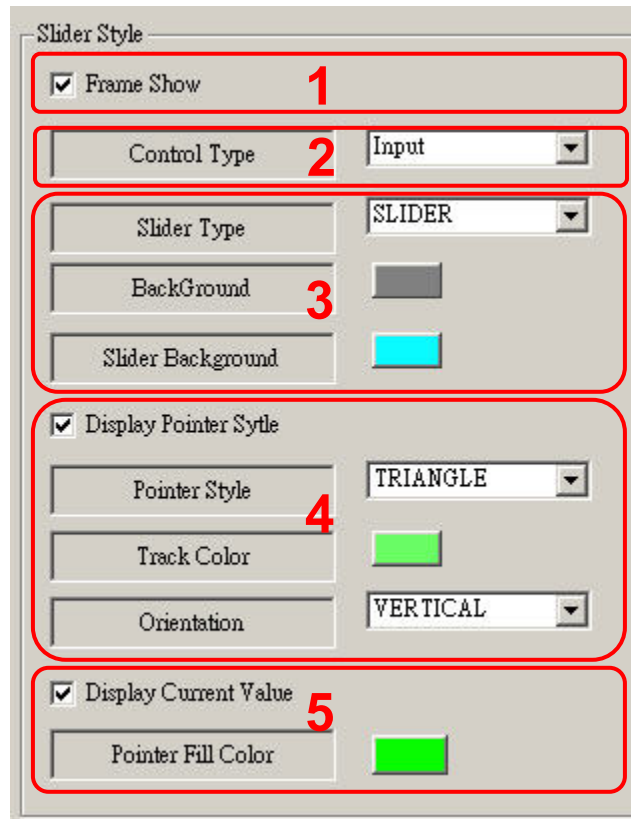 Slider Style
Frame Show 1
Control Type 2 Input
Slider Type SLIDER
BackGround 3
Slider Background
Display Pointer Sytle
Pointer Style TRIANGLE
4
Track Color
Orientation VERTICAL
Display Current Value
5
Pointer Fill Color